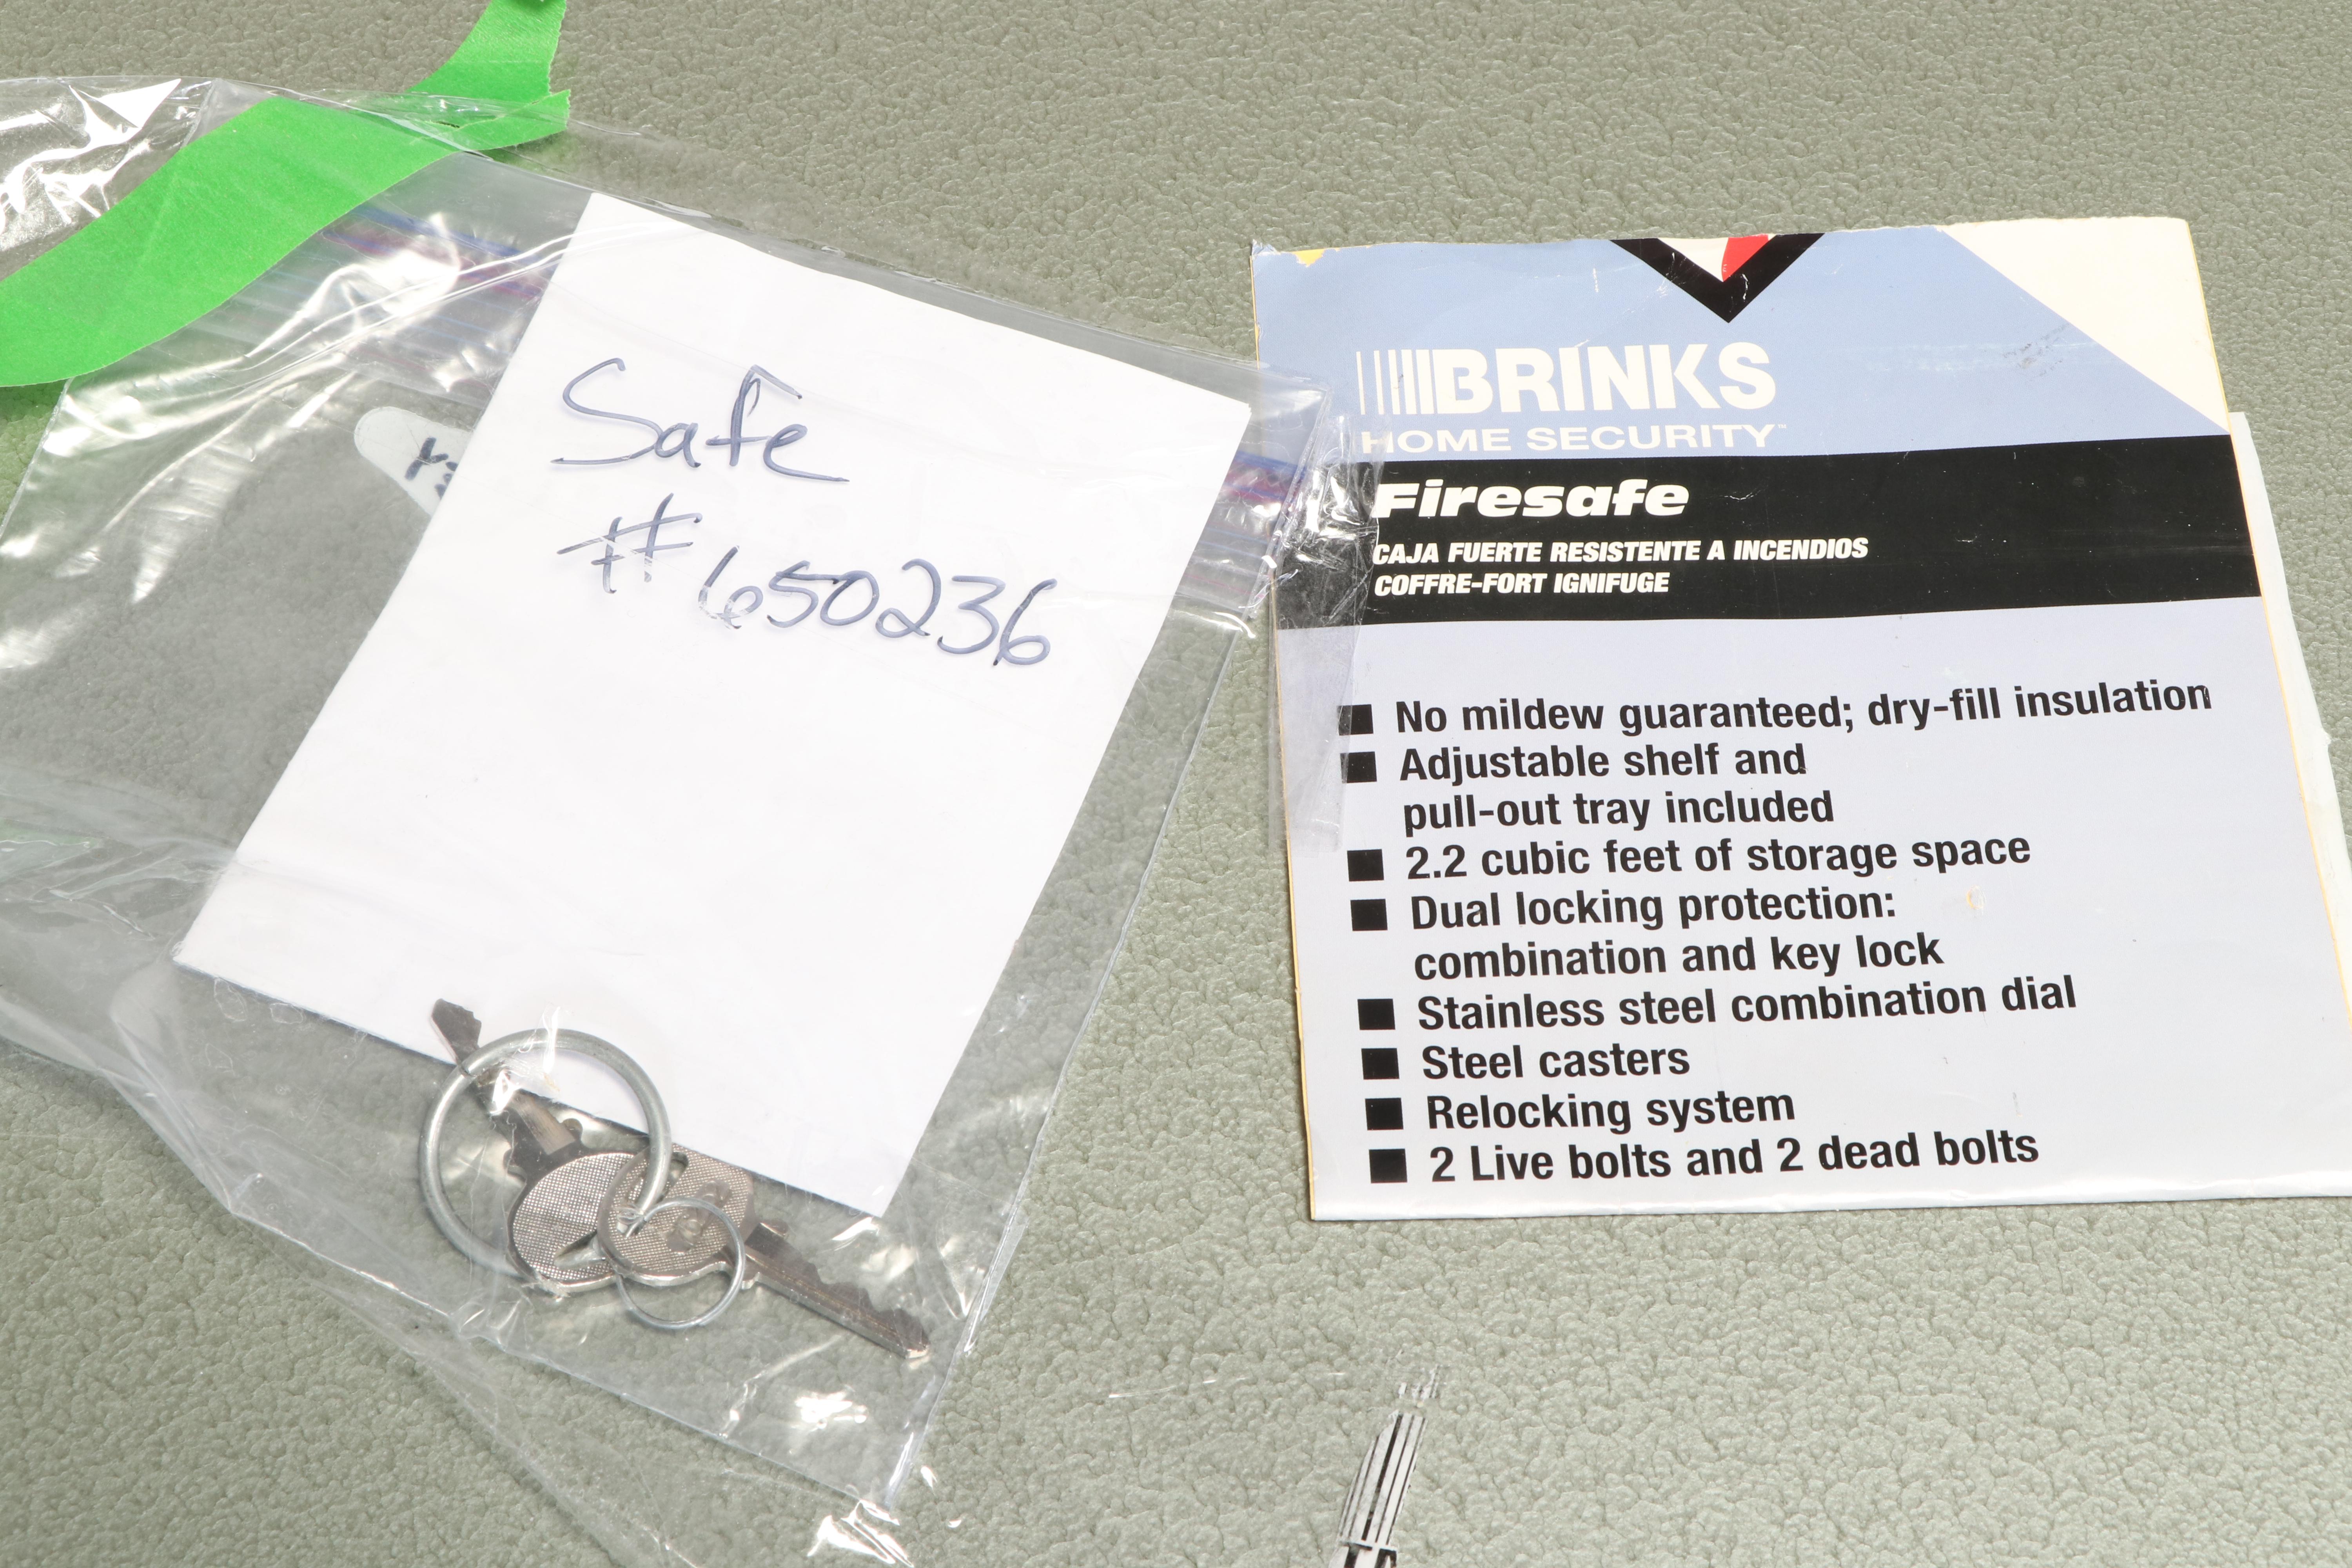 Safe
#650236
BRINKS
HOME SECURITY™
Firesafe
CAJA FUERTE RESISTENTE A INCENDIOS
COFFRE-FORT IGNIFUGE
■ No mildew guaranteed; dry-fill insulation
■ Adjustable shelf and
pull-out tray included
■ 2.2 cubic feet of storage space
■ Dual locking protection:
combination and key lock
■ Stainless steel combination dial
■ Steel casters
■ Relocking system
■ 2 Live bolts and 2 dead bolts